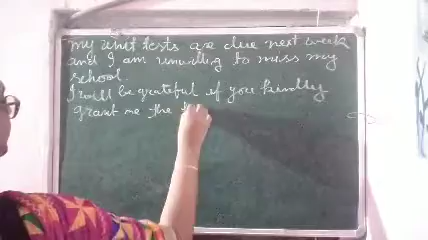 my unit tests are due next week
and I am unwilling to miss my
school.
I will be grateful if you kindly
grant me the